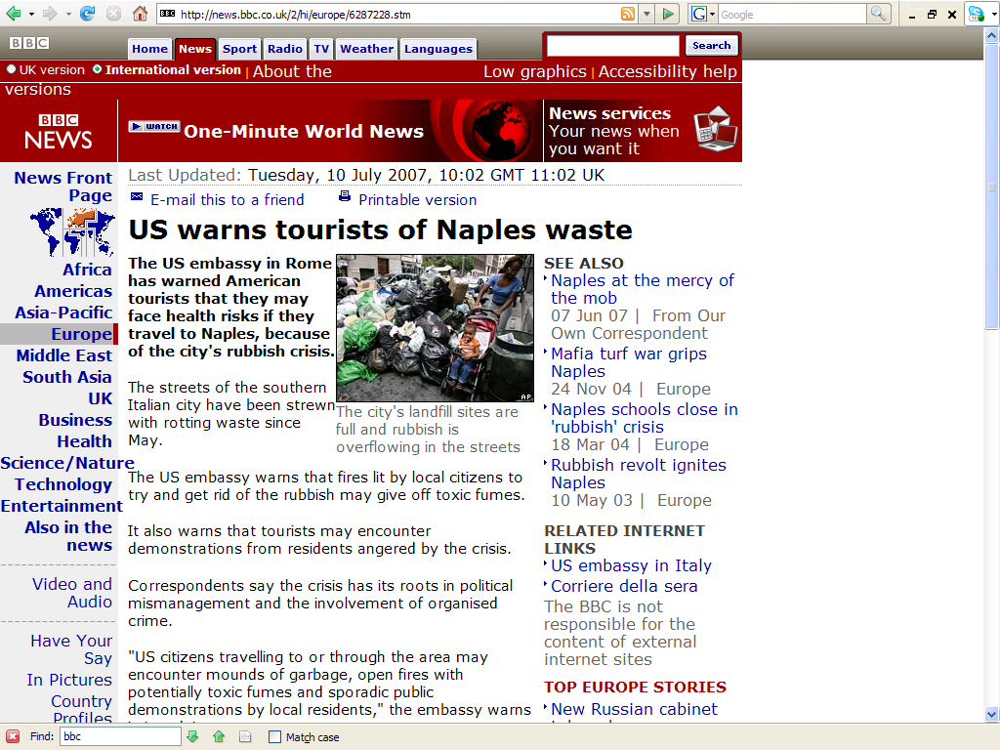 http://news.bbc.co.uk/2/hi/europe/6287228.stm
Google
BBC
Home News Sport Radio TV Weather Languages
Search
UK version International version | About the versions
Low graphics | Accessibility help
BBC NEWS
WATCH One-Minute World News
News services
Your news when
you want it
News Front
Page
Africa
Americas
Asia-Pacific
Europe
Middle East
South Asia
UK
Business
Health
Science/Nature
Technology
Entertainment
Also in the
news
Video and
Audio
Have Your
Say
In Pictures
Country
Profiles
Last Updated: Tuesday, 10 July 2007, 10:02 GMT 11:02 UK
E-mail this to a friend Printable version
US warns tourists of Naples waste
The US embassy in Rome
has warned American
tourists that they may
face health risks if they
travel to Naples, because
of the city's rubbish crisis.
AP
The city's landfill sites are
full and rubbish is
overflowing in the streets
The streets of the southern
Italian city have been strewn
with rotting waste since
May.
The US embassy warns that fires lit by local citizens to
try and get rid of the rubbish may give off toxic fumes.
It also warns that tourists may encounter
demonstrations from residents angered by the crisis.
Correspondents say the crisis has its roots in political
mismanagement and the involvement of organised
crime.
"US citizens travelling to or through the area may
encounter mounds of garbage, open fires with
potentially toxic fumes and sporadic public
demonstrations by local residents," the embassy warns
SEE ALSO
Naples at the mercy of
the mob
07 Jun 07 | From Our
Own Correspondent
Mafia turf war grips
Naples
24 Nov 04 | Europe
Naples schools close in
'rubbish' crisis
18 Mar 04 | Europe
Rubbish revolt ignites
Naples
10 May 03 | Europe
RELATED INTERNET
LINKS
US embassy in Italy
Corriere della sera
The BBC is not
responsible for the
content of external
internet sites
TOP EUROPE STORIES
New Russian cabinet
Find: bbc Match case